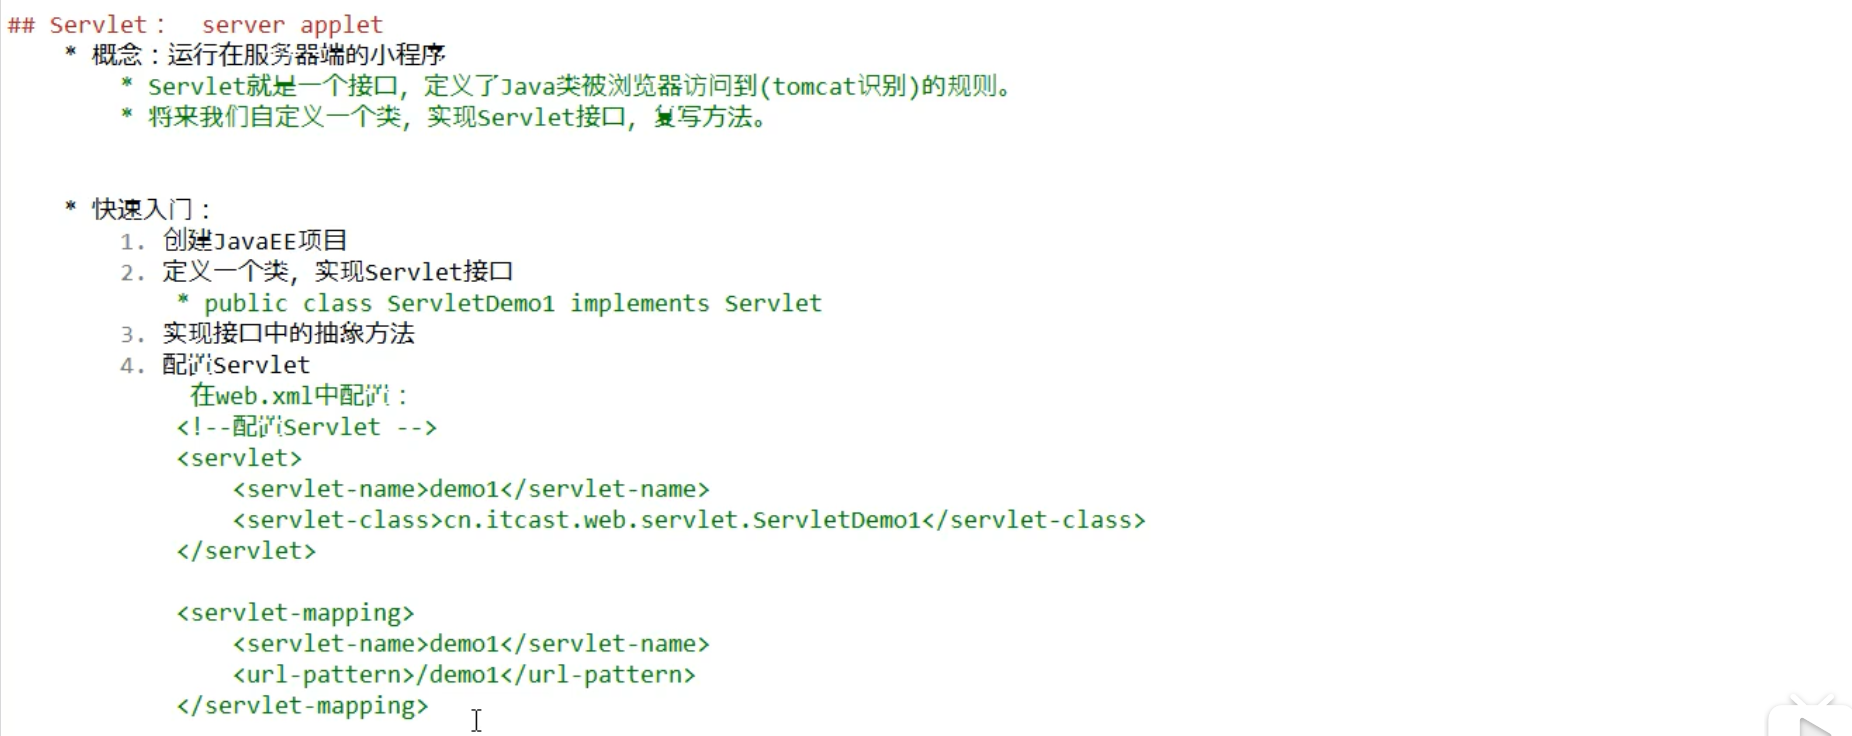 ## Servlet： server applet
* 概念：运行在服务器端的小程序
* Servlet就是一个接口，定义了Java类被浏览器访问到(tomcat识别)的规则。
* 将来我们自定义一个类，实现Servlet接口，复写方法。
* 快速入门：
1. 创建JavaEE项目
2. 定义一个类，实现Servlet接口
* public class ServletDemo1 implements Servlet
3. 实现接口中的抽象方法
4. 配置Servlet
在web.xml中配置：
<!--配置Servlet -->
<servlet>
<servlet-name>demo1</servlet-name>
<servlet-class>cn.itcast.web.servlet.ServletDemo1</servlet-class>
</servlet>
<servlet-mapping>
<servlet-name>demo1</servlet-name>
<url-pattern>/demo1</url-pattern>
</servlet-mapping>